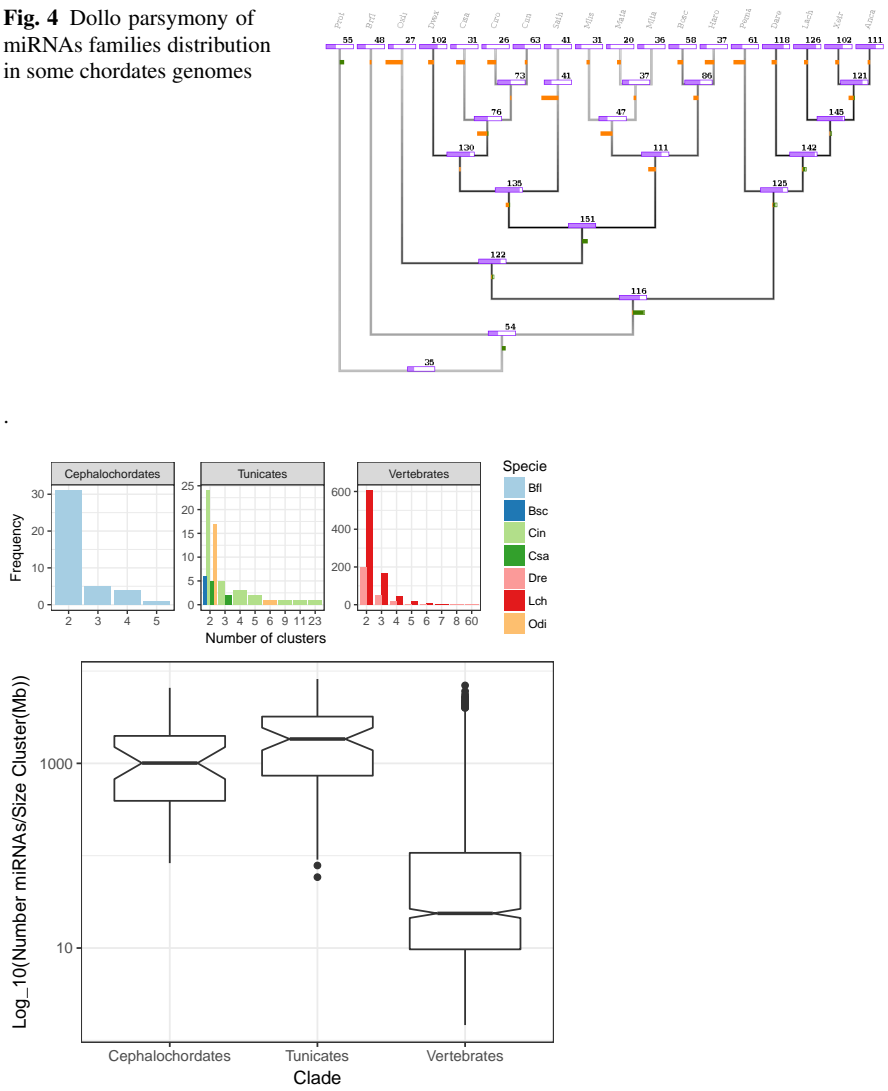 Fig. 4 Dollo parsymony of
miRNAs families distribution
in some chordates genomes
55 48 27 102 31 26 63 41 31 20 36 58 37 61 118 126 102 111
73 41 37 86 121
76 47 145
130 111 142
135 125
151
122
116
54
35
.
Cephalochordates Tunicates Vertebrates
Frequency
30
20
10
0
2 3 4 5
25
20
15
10
5
0
2 3 4 5 6 9 11 23
600
400
200
0
2 3 4 5 6 7 8 60
Number of clusters
Specie
Bfl
Bsc
Cin
Csa
Dre
Lch
Odi
Log_10(Number miRNAs/Size Cluster(Mb))
1000
10
Cephalochordates Tunicates Vertebrates
Clade